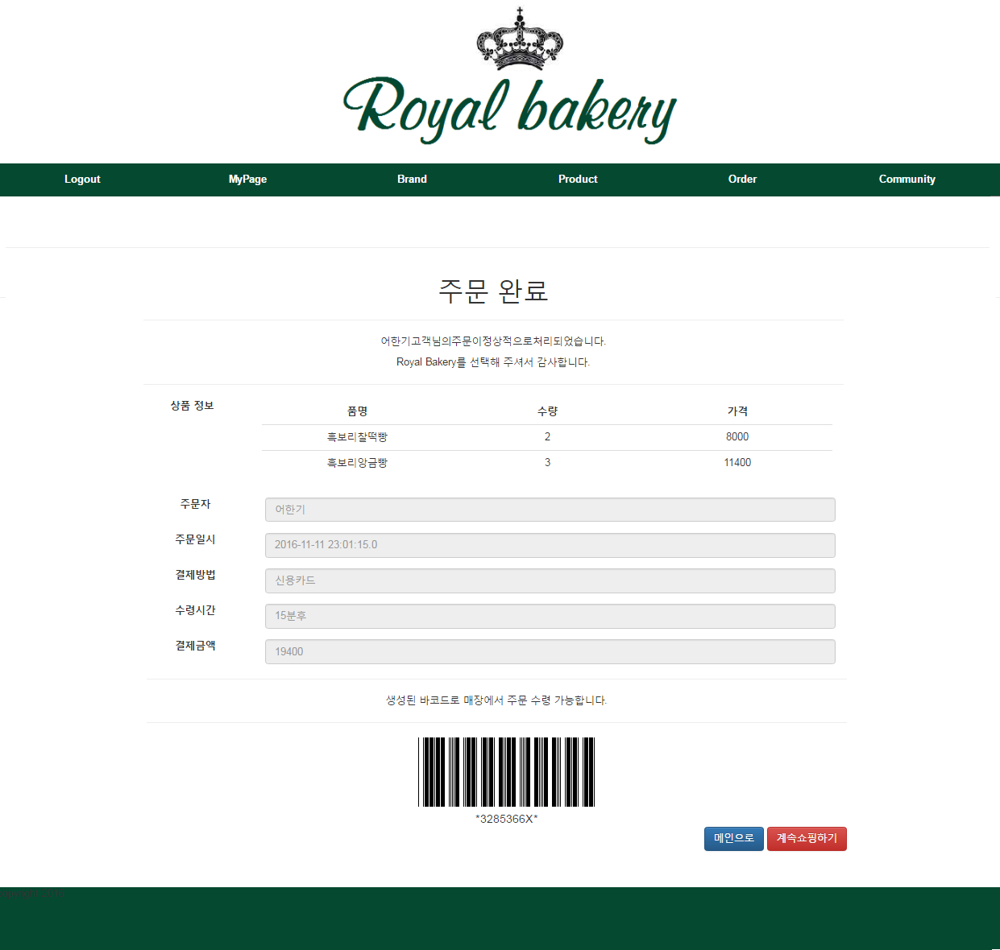 Royal bakery
Logout MyPage Brand Product Order Community
주문 완료
어한기고객님의주문이정상적으로처리되었습니다.
Royal Bakery를 선택해 주셔서 감사합니다.
상품 정보
품명 수량 가격
흑보리찰떡빵 2 8000
흑보리앙금빵 3 11400
주문자 어한기
주문일시 2016-11-11 23:01:15.0
결제방법 신용카드
수령시간 15분후
결제금액 19400
생성된 바코드로 매장에서 주문 수령 가능합니다.
*3285366X*
메인으로 계속쇼핑하기